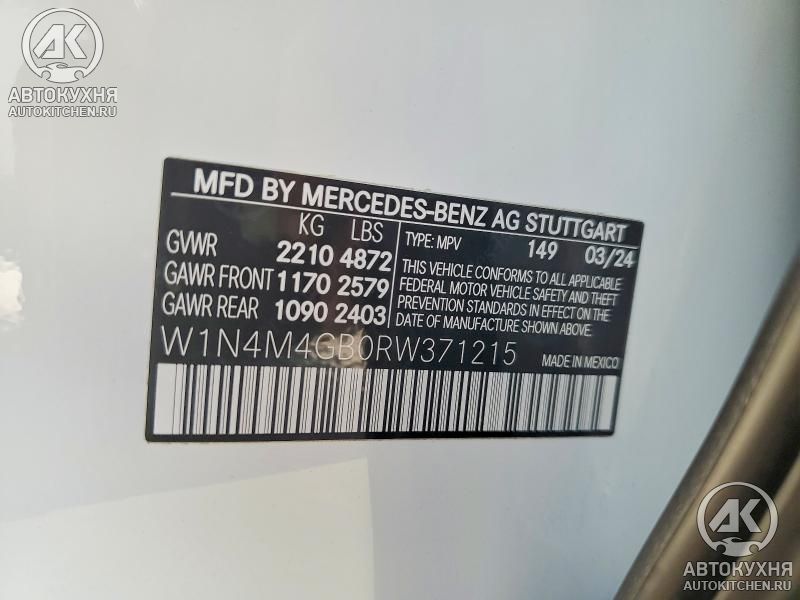 AK
АВТОКУХНЯ
AUTOKITCHEN.RU
MFD BY MERCEDES-BENZ AG STUTTGART
KG LBS
GVWR 2210 4872
GAWR FRONT 1170 2579
GAWR REAR 1090 2403
TYPE: MPV 149 03/24
THIS VEHICLE CONFORMS TO ALL APPLICABLE
FEDERAL MOTOR VEHICLE SAFETY AND THEFT
PREVENTION STANDARDS IN EFFECT ON THE
DATE OF MANUFACTURE SHOWN ABOVE.
W1N4M4GB0RW371215
MADE IN MEXICO
AK
АВТОКУХНЯ
AUTOKITCHEN.RU